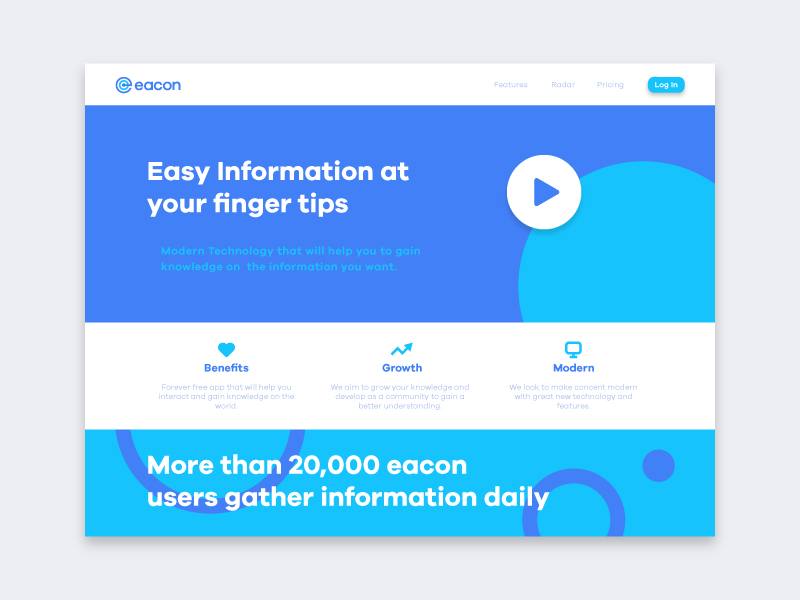 eacon
Features Radar Pricing Log In
Easy Information at
your finger tips
Modern Technology that will help you to gain
knowledge on the information you want.
Benefits
Forever free app that will help you
interact and gain knowledge on the
world.
Growth
We aim to grow your knowledge and
develop as a community to gain a
better understanding.
Modern
We look to make concent modern
with great new technology and
features.
More than 20,000 eacon
users gather information daily